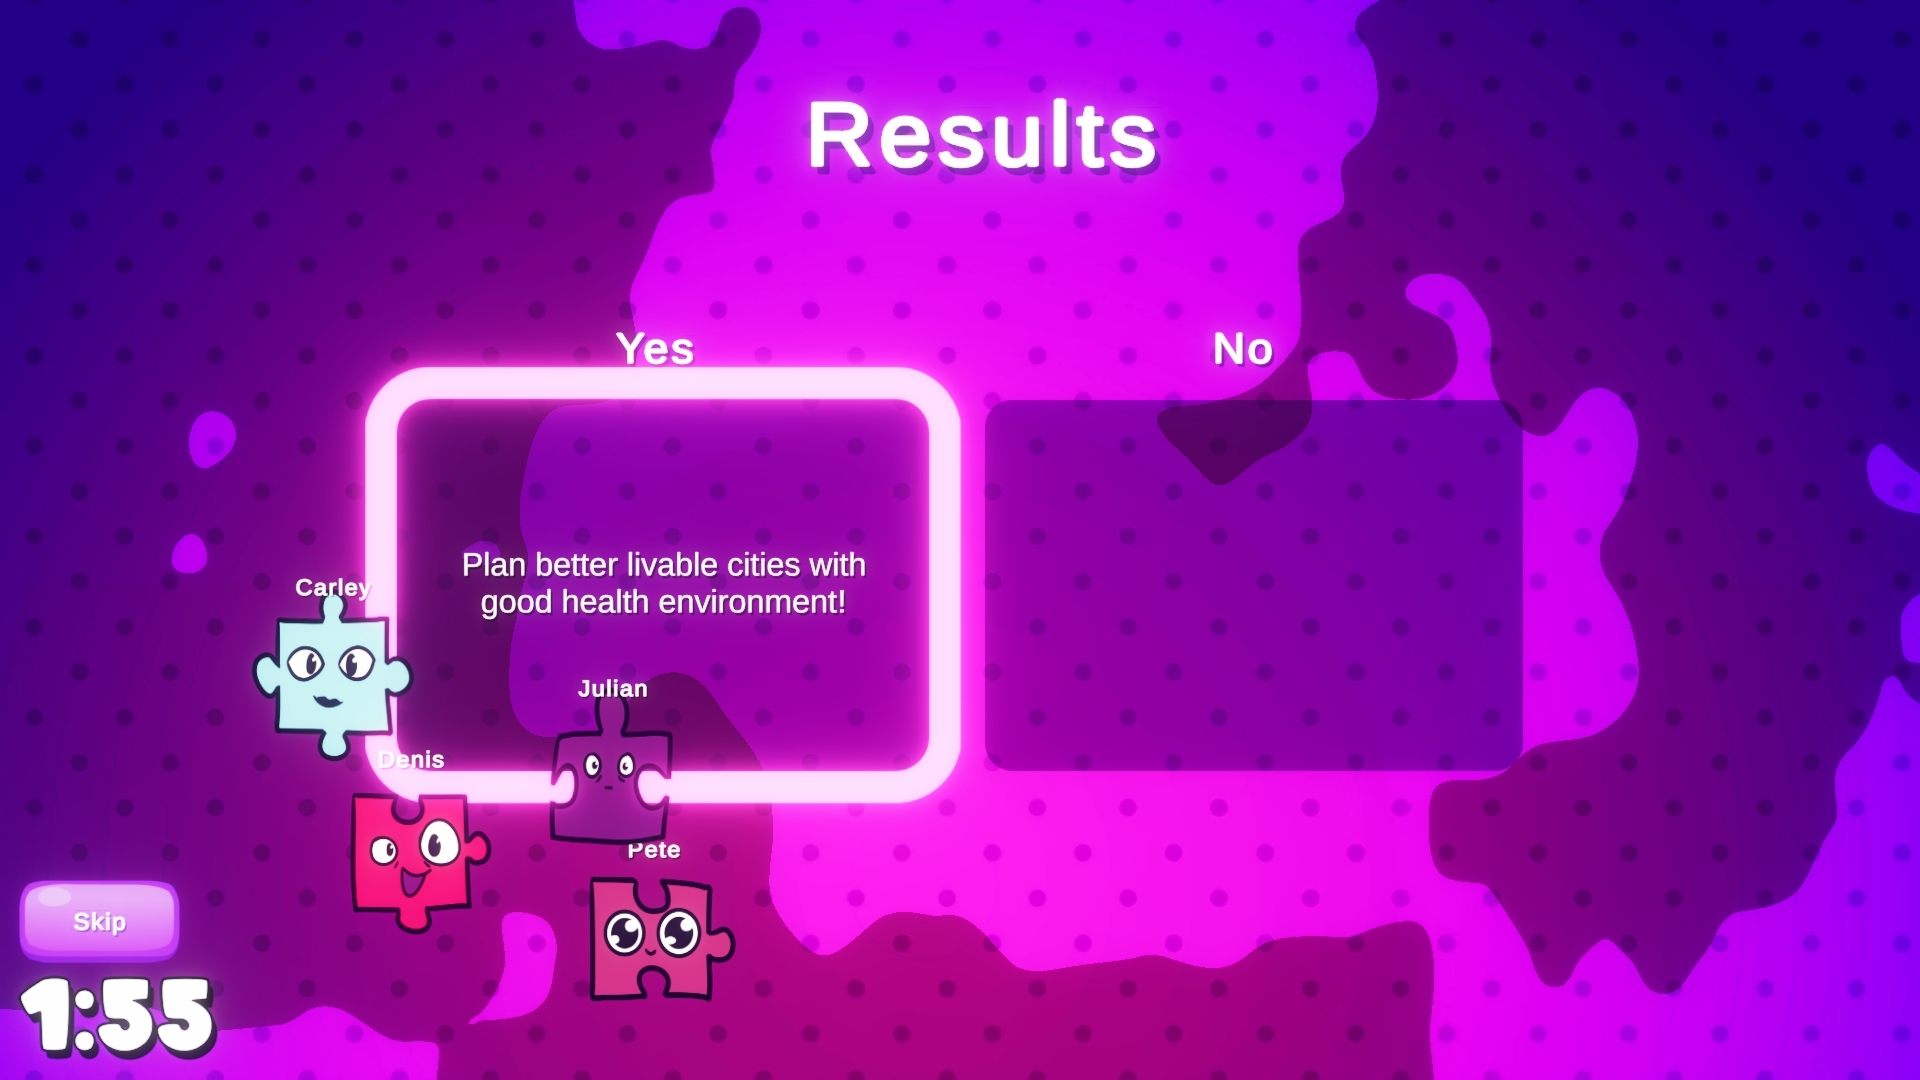 Results
Yes
No
Plan better livable cities with
good health environment!
Carley
Julian
Denis
Pete
Skip
1:55